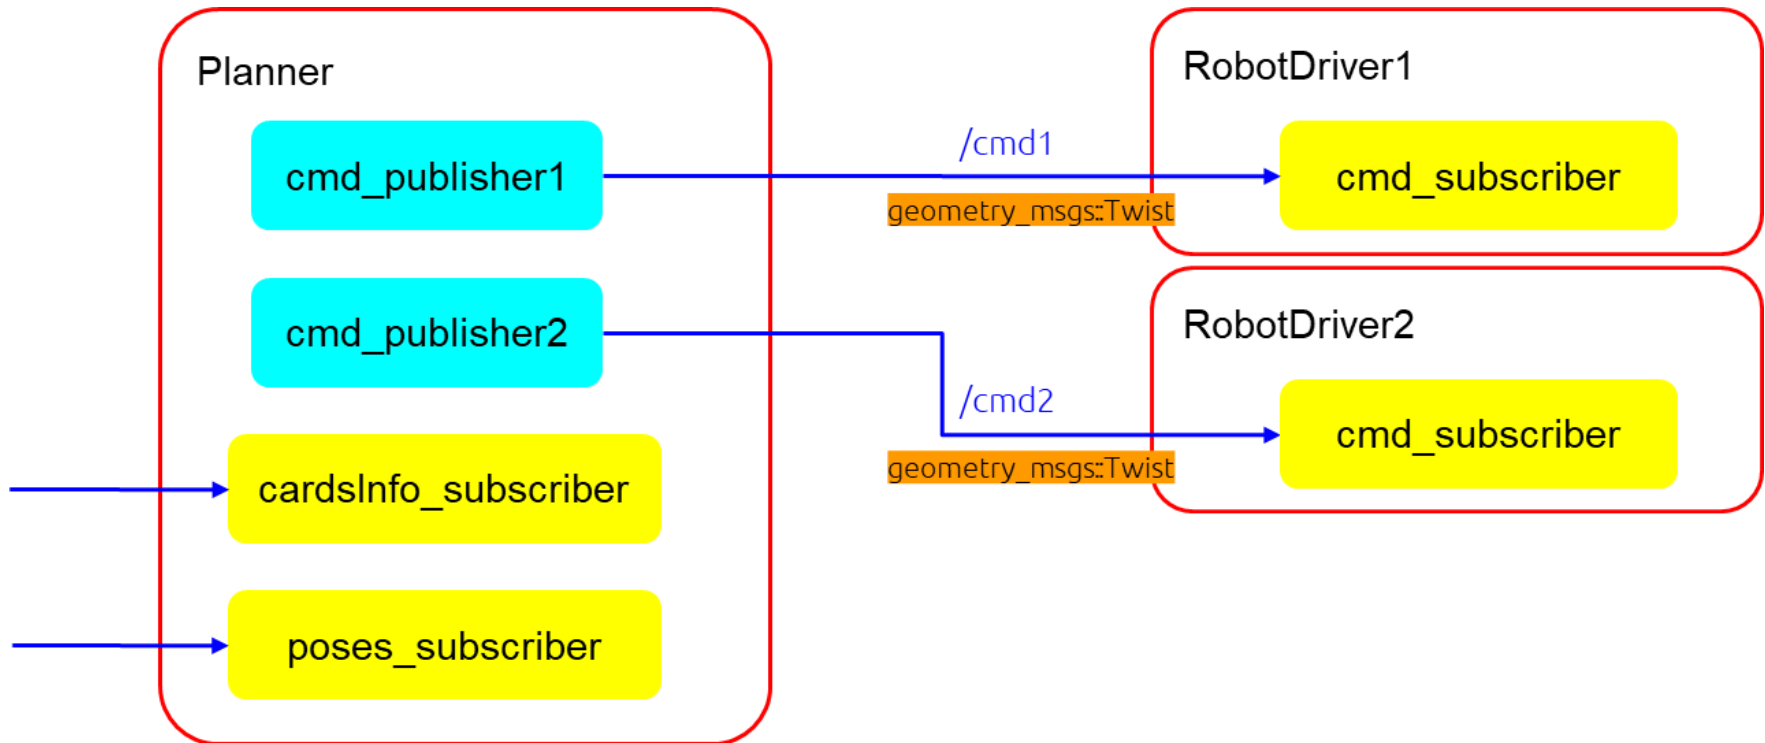 Planner
cmd_publisher1
cmd_publisher2
cardsInfo_subscriber
poses_subscriber
/cmd1
geometry_msgs::Twist
/cmd2
geometry_msgs::Twist
RobotDriver1
cmd_subscriber
RobotDriver2
cmd_subscriber